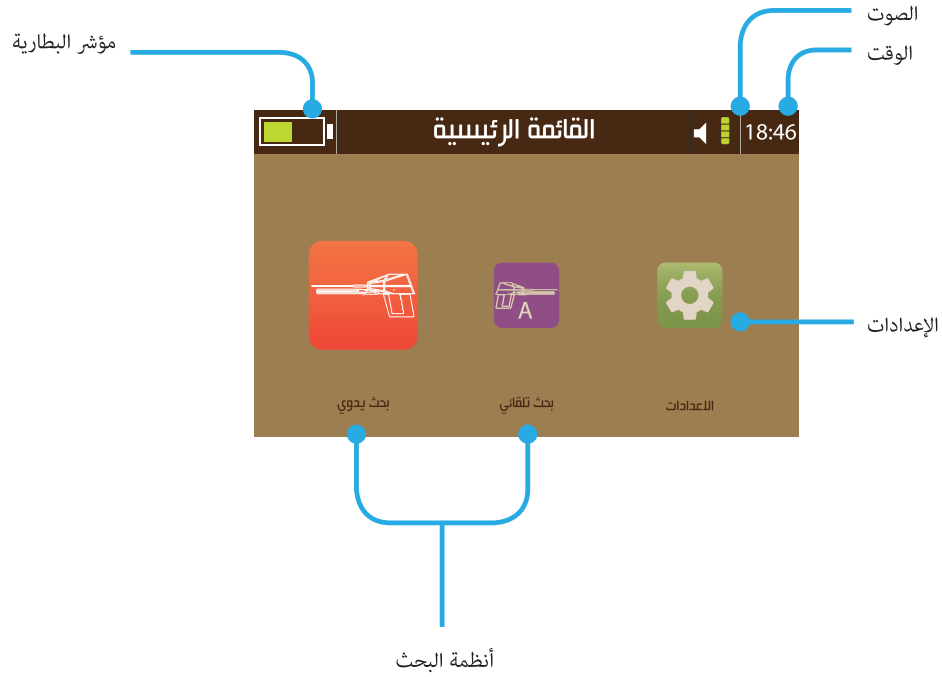 الصوت
الوقت
مؤشر البطارية
القائمة الرئيسية
18:46
A
الإعدادات
بحث يدوي
بحث تلقائي
الاعدادات
أنظمة البحث